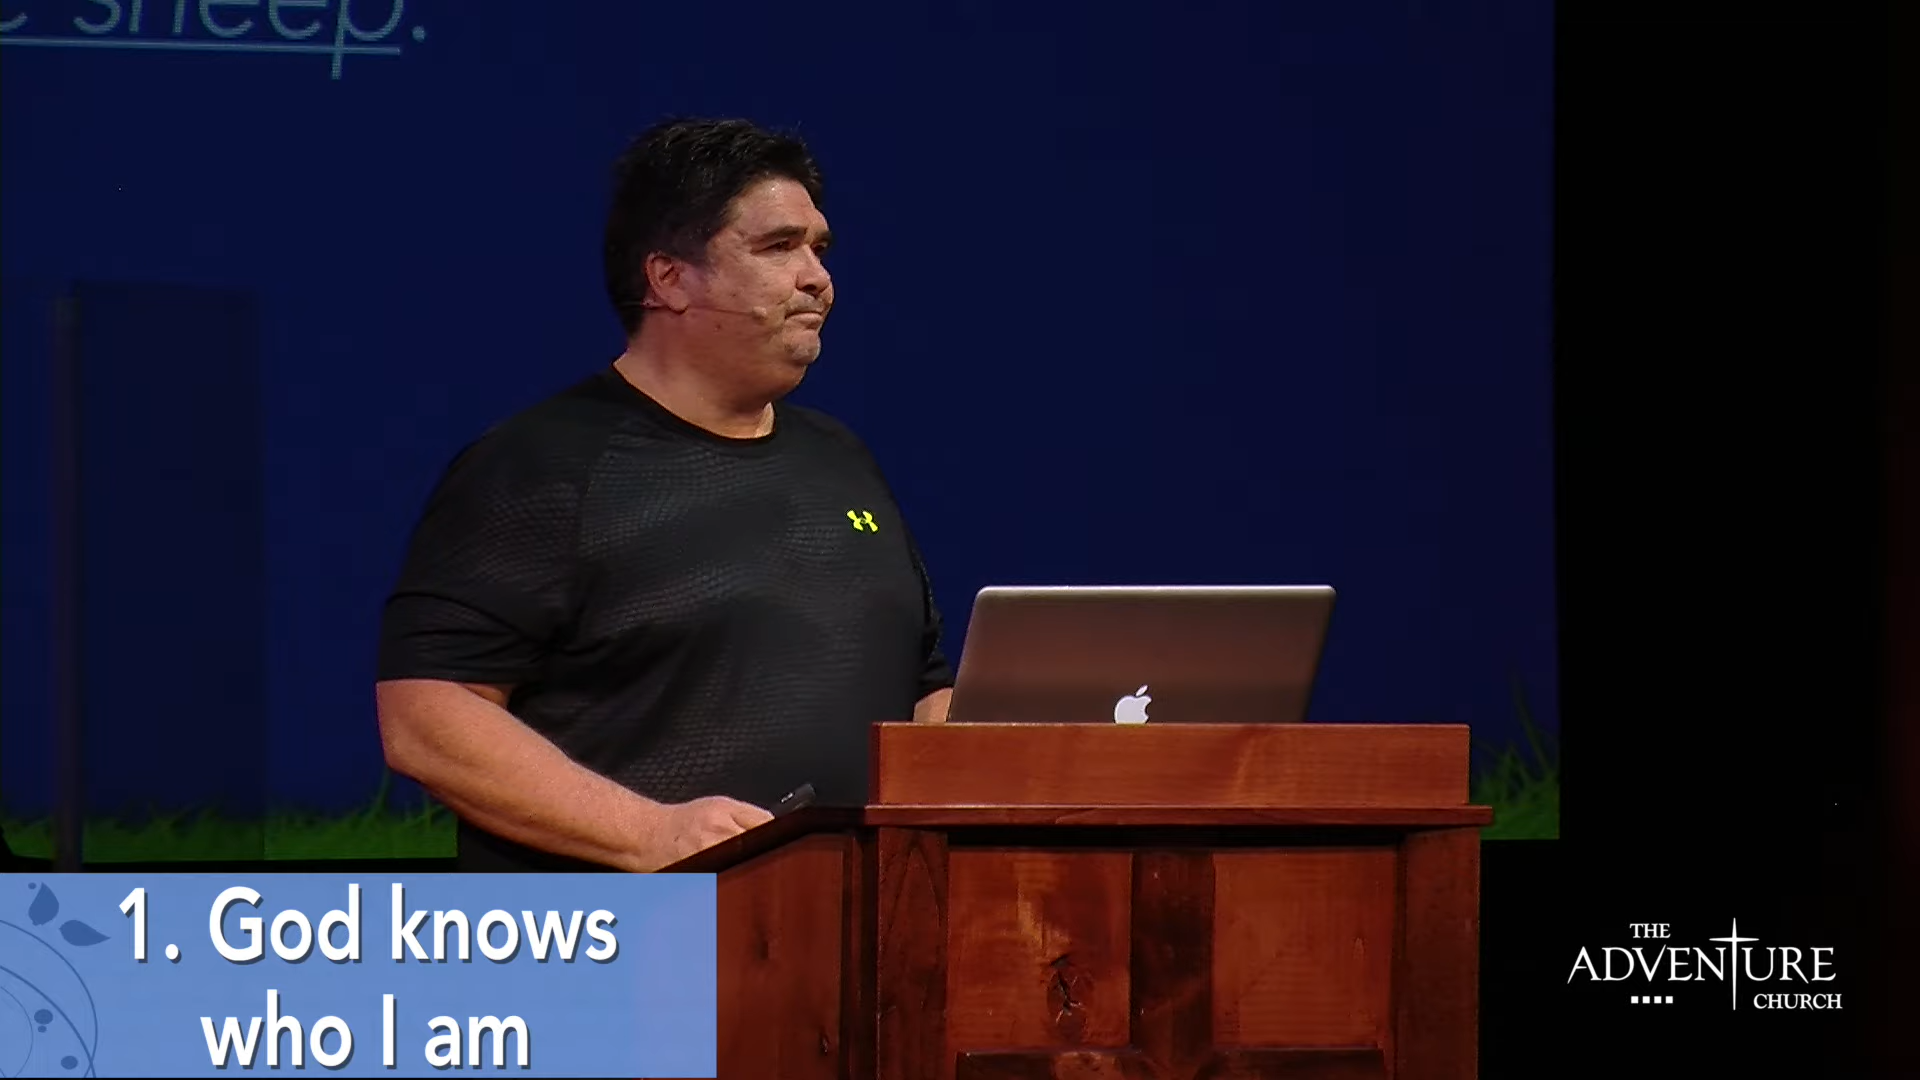 sheep.
1. God knows
who I am
THE
ADVENTURE
CHURCH